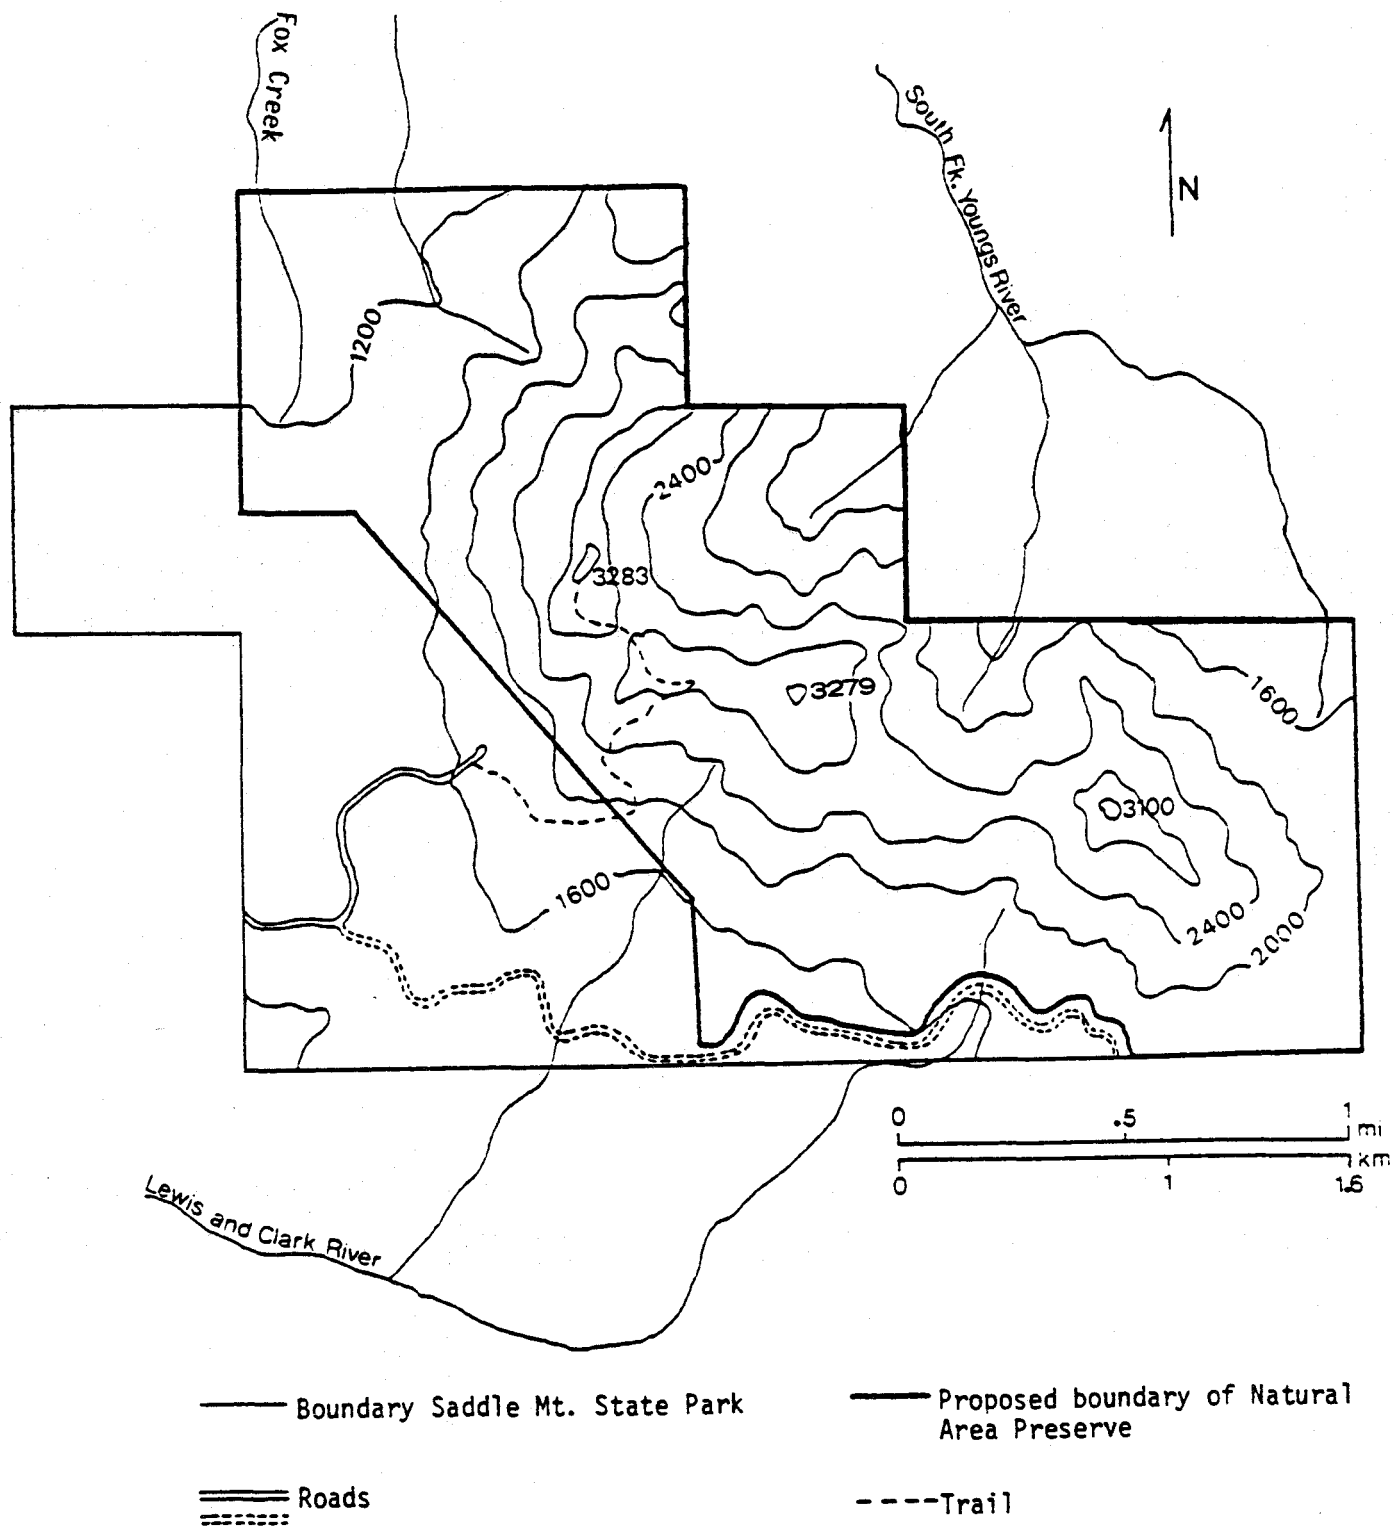 Fox Creek
South Fk. Youngs River
N
1200
2400
3283
3279
1600
3100
1600
2400
2000
0 .5 1 mi
km
0 1 1.6
Lewis and Clark River
Boundary Saddle Mt. State Park
Proposed boundary of Natural
Area Preserve
Roads
Trail